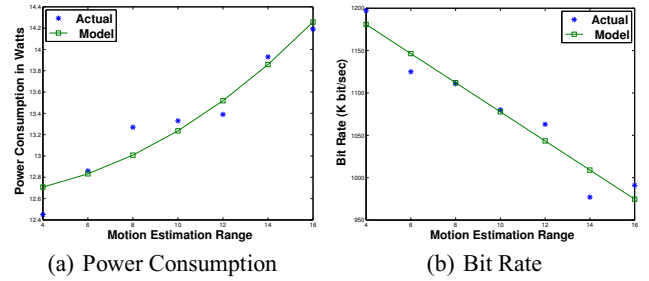 14.4
14.2
14
13.8
13.6
13.4
13.2
13
12.8
12.6
12.4
4 6 8 10 12 14 16
Power Consumption in Watts
Motion Estimation Range
Actual
Model
(a) Power Consumption
1200
1150
1100
1050
1000
950
4 6 8 10 12 14 16
Bit Rate (K bit/sec)
Motion Estimation Range
Actual
Model
(b) Bit Rate